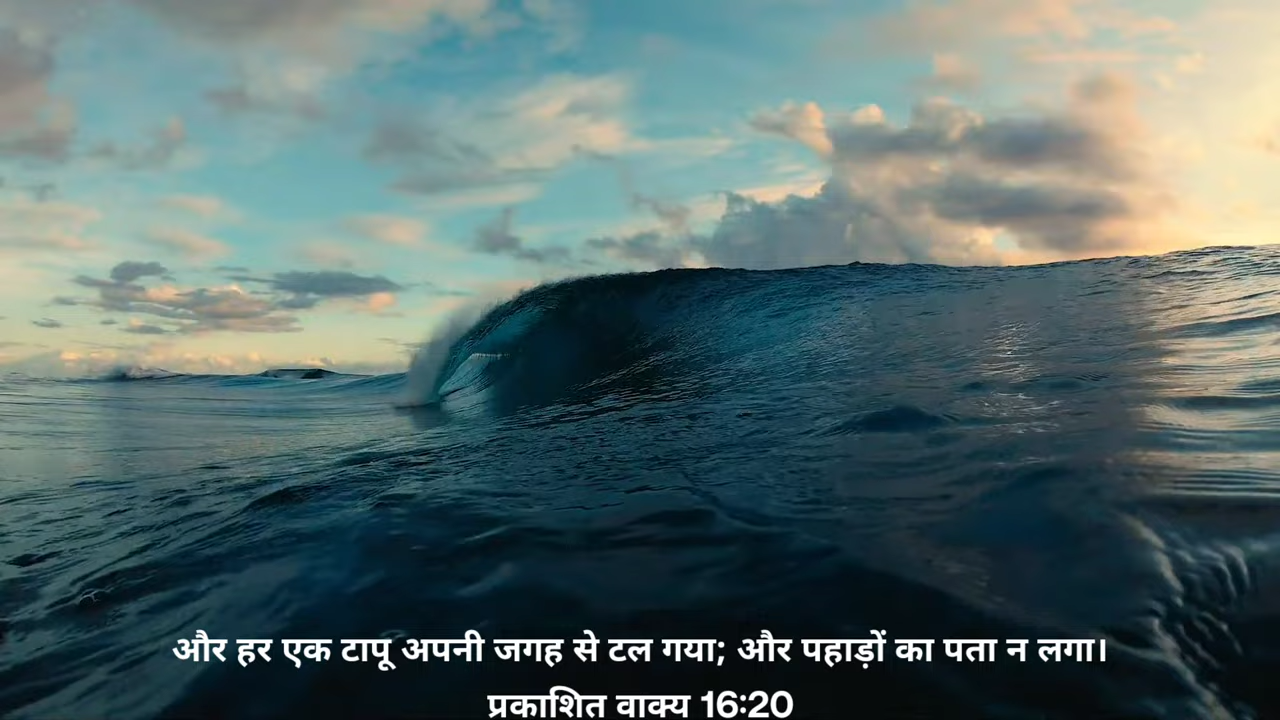 और हर एक टापू अपनी जगह से टल गया; और पहाड़ों का पता न लगा।
प्रकाशित वाक्य 16:20